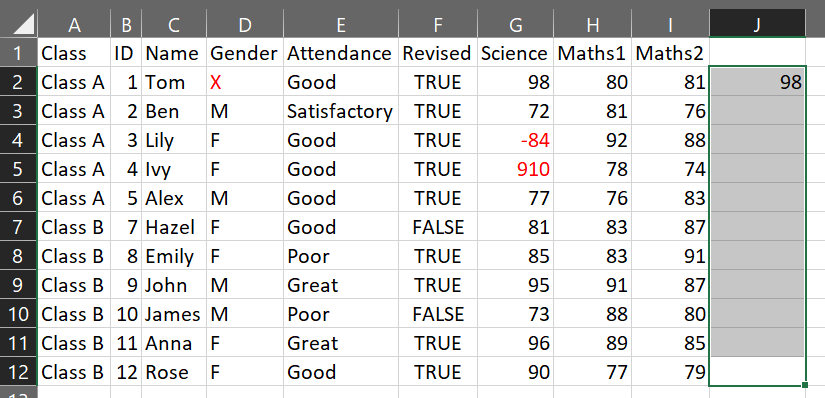 A B C D E F G H I J
1 Class ID Name Gender Attendance Revised Science Maths1 Maths2
2 Class A 1 Tom X Good TRUE 98 80 81 98
3 Class A 2 Ben M Satisfactory TRUE 72 81 76
4 Class A 3 Lily F Good TRUE -84 92 88
5 Class A 4 Ivy F Good TRUE 910 78 74
6 Class A 5 Alex M Good TRUE 77 76 83
7 Class B 7 Hazel F Good FALSE 81 83 87
8 Class B 8 Emily F Poor TRUE 85 83 91
9 Class B 9 John M Great TRUE 95 91 87
10 Class B 10 James M Poor FALSE 73 88 80
11 Class B 11 Anna F Great TRUE 96 89 85
12 Class B 12 Rose F Good TRUE 90 77 79